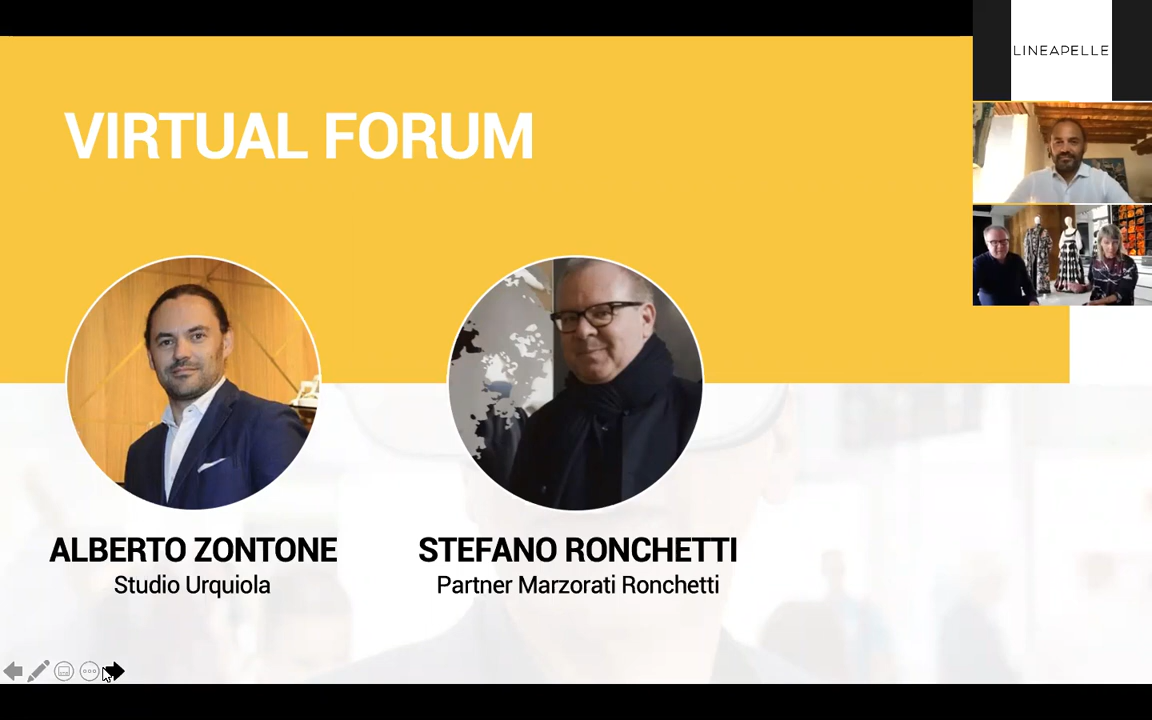 LINEAPELLE
VIRTUAL FORUM
ALBERTO ZONTONE
Studio Urquiola
STEFANO RONCHETTI
Partner Marzorati Ronchetti